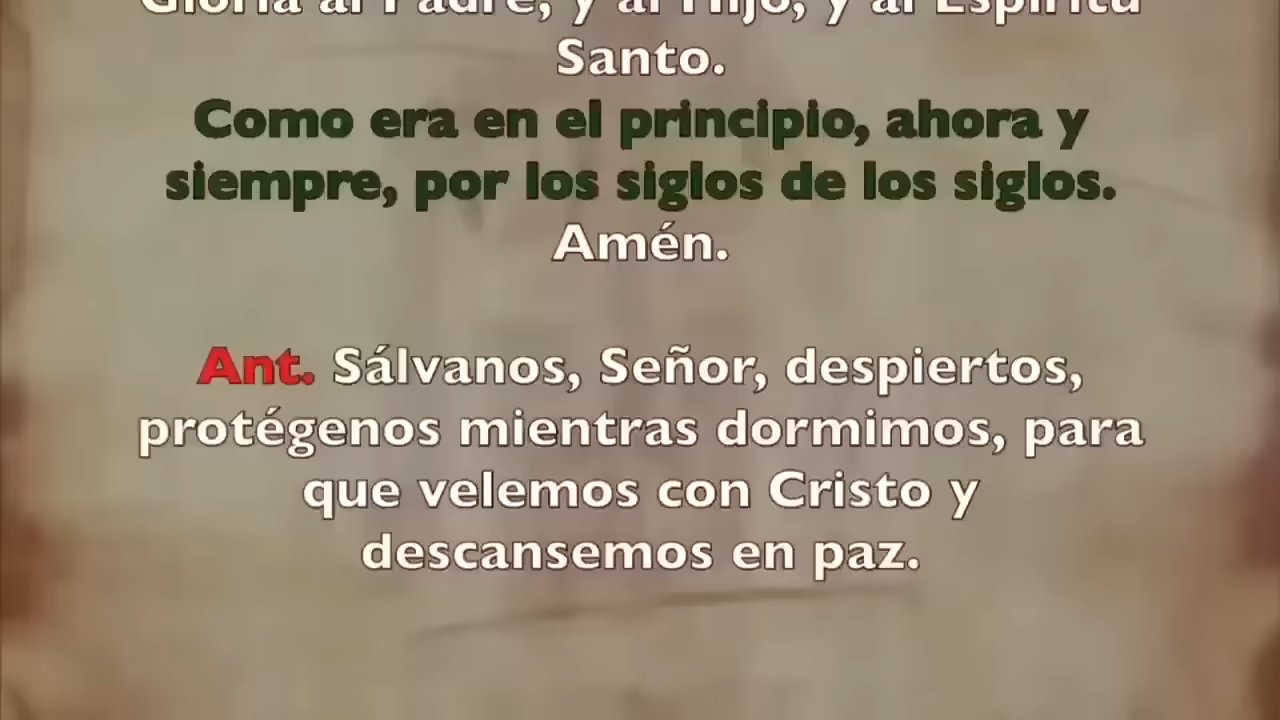 Gloria al Padre, y al Hijo, y al Espíritu
Santo.
Como era en el principio, ahora y
siempre, por los siglos de los siglos.
Amén.
Ant. Sálvanos, Señor, despiertos,
protégenos mientras dormimos, para
que velemos con Cristo y
descansemos en paz.